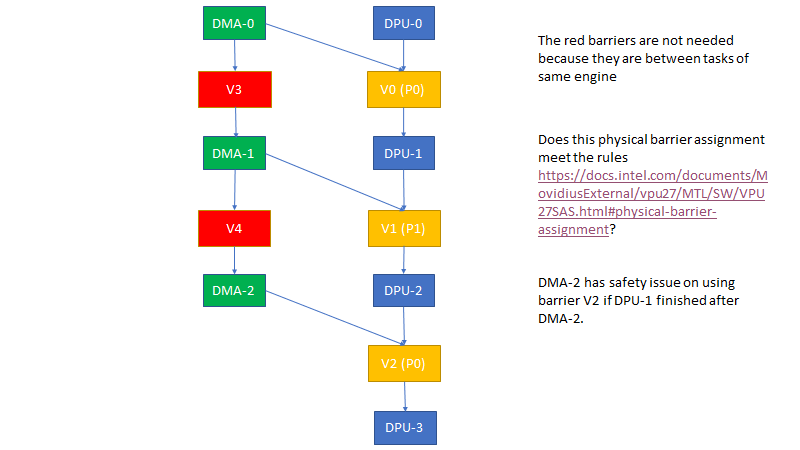 DMA-0
DPU-0
The red barriers are not needed
because they are between tasks of
same engine
V3
V0 (P0)
DMA-1
DPU-1
Does this physical barrier assignment
meet the rules
https://docs.intel.com/documents/M
ovidiusExternal/vpu27/MTL/SW/VPU
27SAS.html#physical-barrier-
assignment?
V4
V1 (P1)
DMA-2
DPU-2
DMA-2 has safety issue on using
barrier V2 if DPU-1 finished after
DMA-2.
V2 (P0)
DPU-3